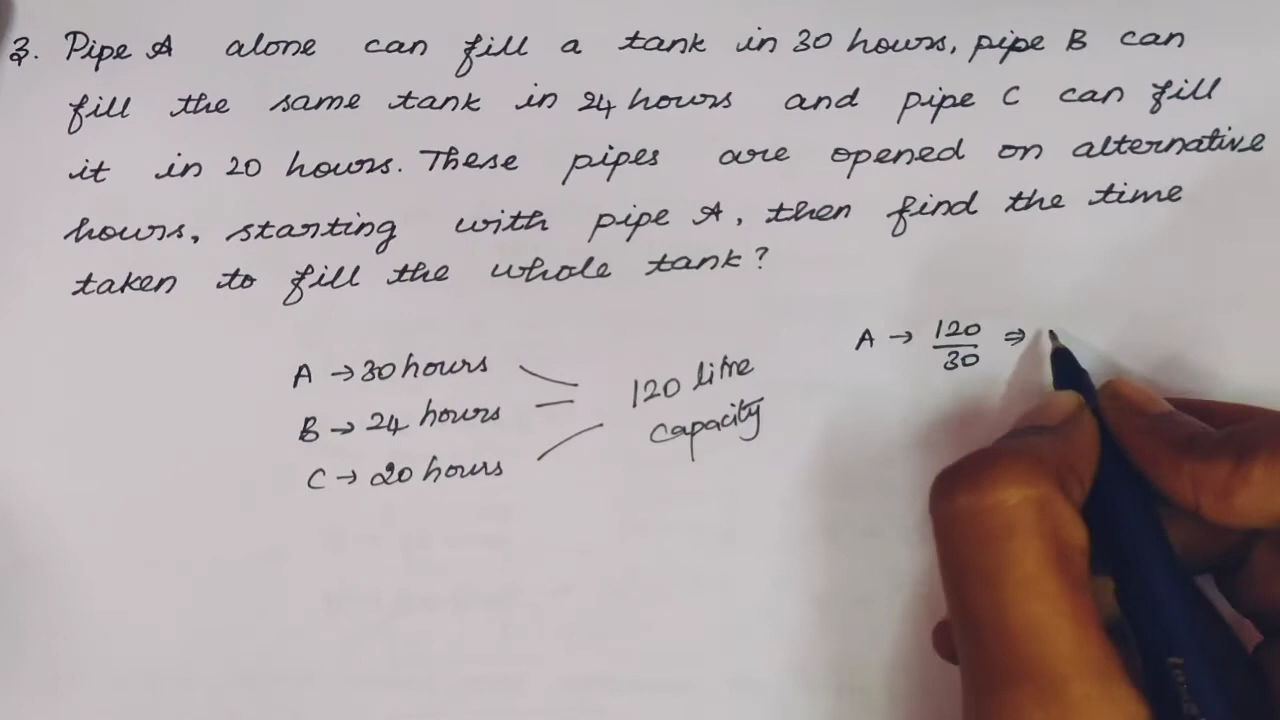 3. Pipe A alone can fill a tank in 30 hours, pipe B can
fill the same tank in 24 hours and pipe C can fill
it in 20 hours. These pipes are opened on alternative
hours, starting with pipe A, then find the time
taken to fill the whole tank?
A → 30 hours
B → 24 hours
C → 20 hours
120 litre
capacity
A → 120/30 ⇒